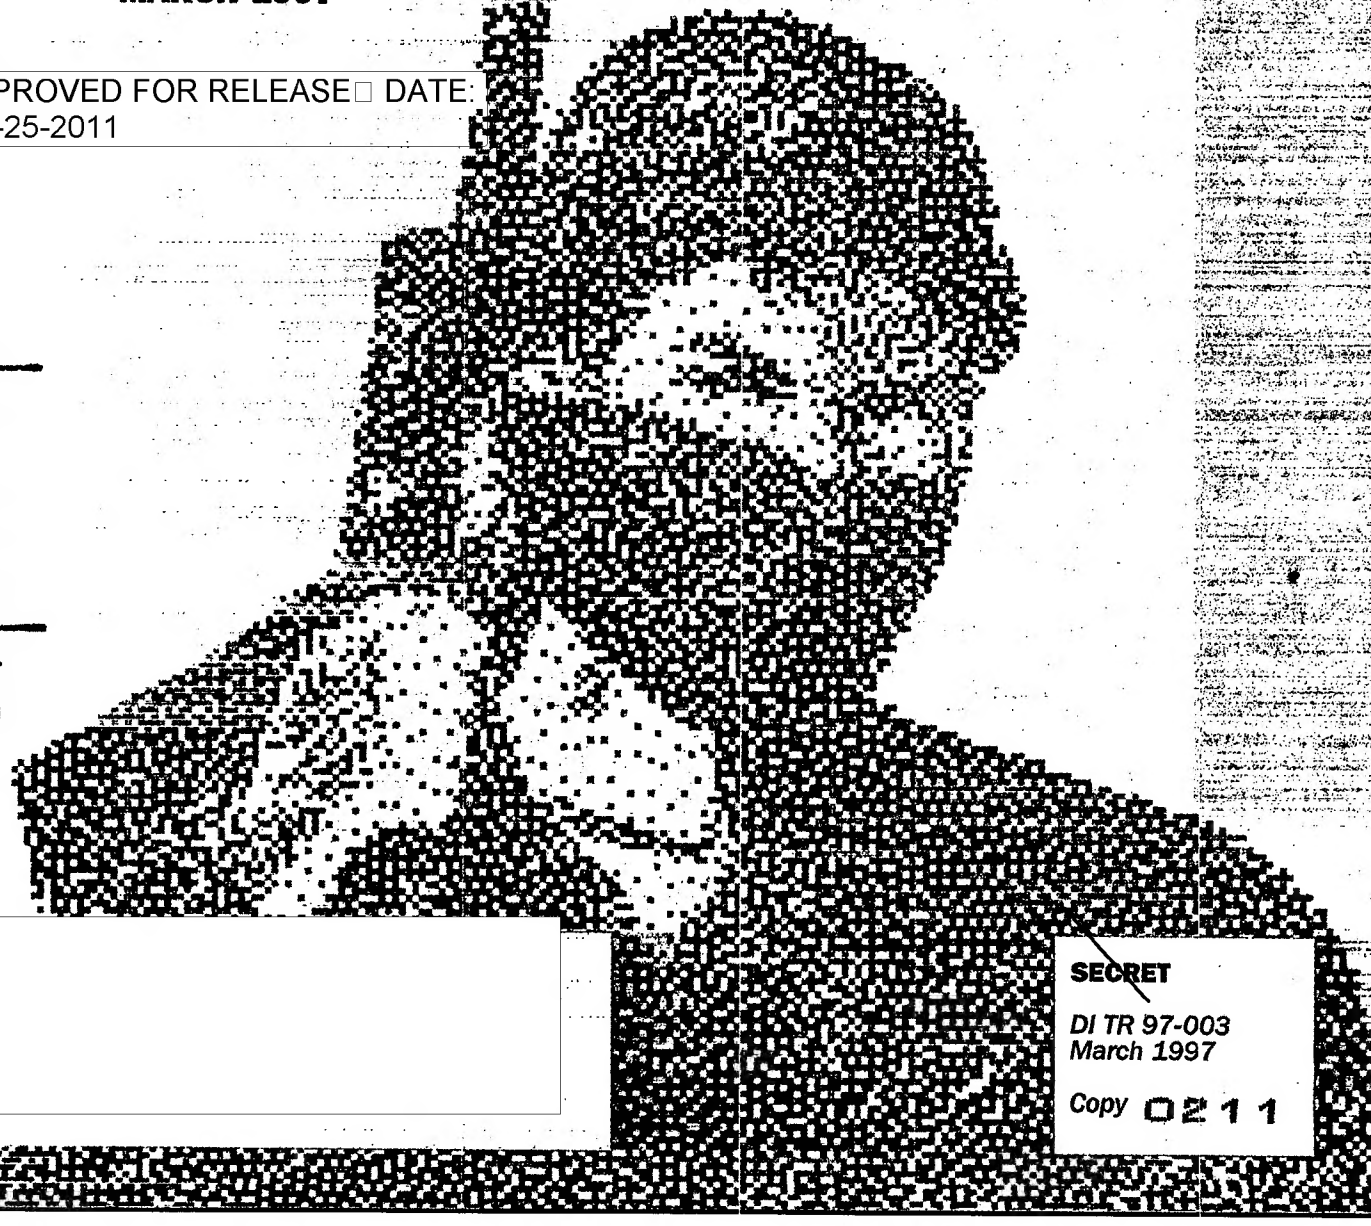 PROVED FOR RELEASE□ DATE:
-25-2011
SECRET
DI TR 97-003
March 1997
Copy 0211